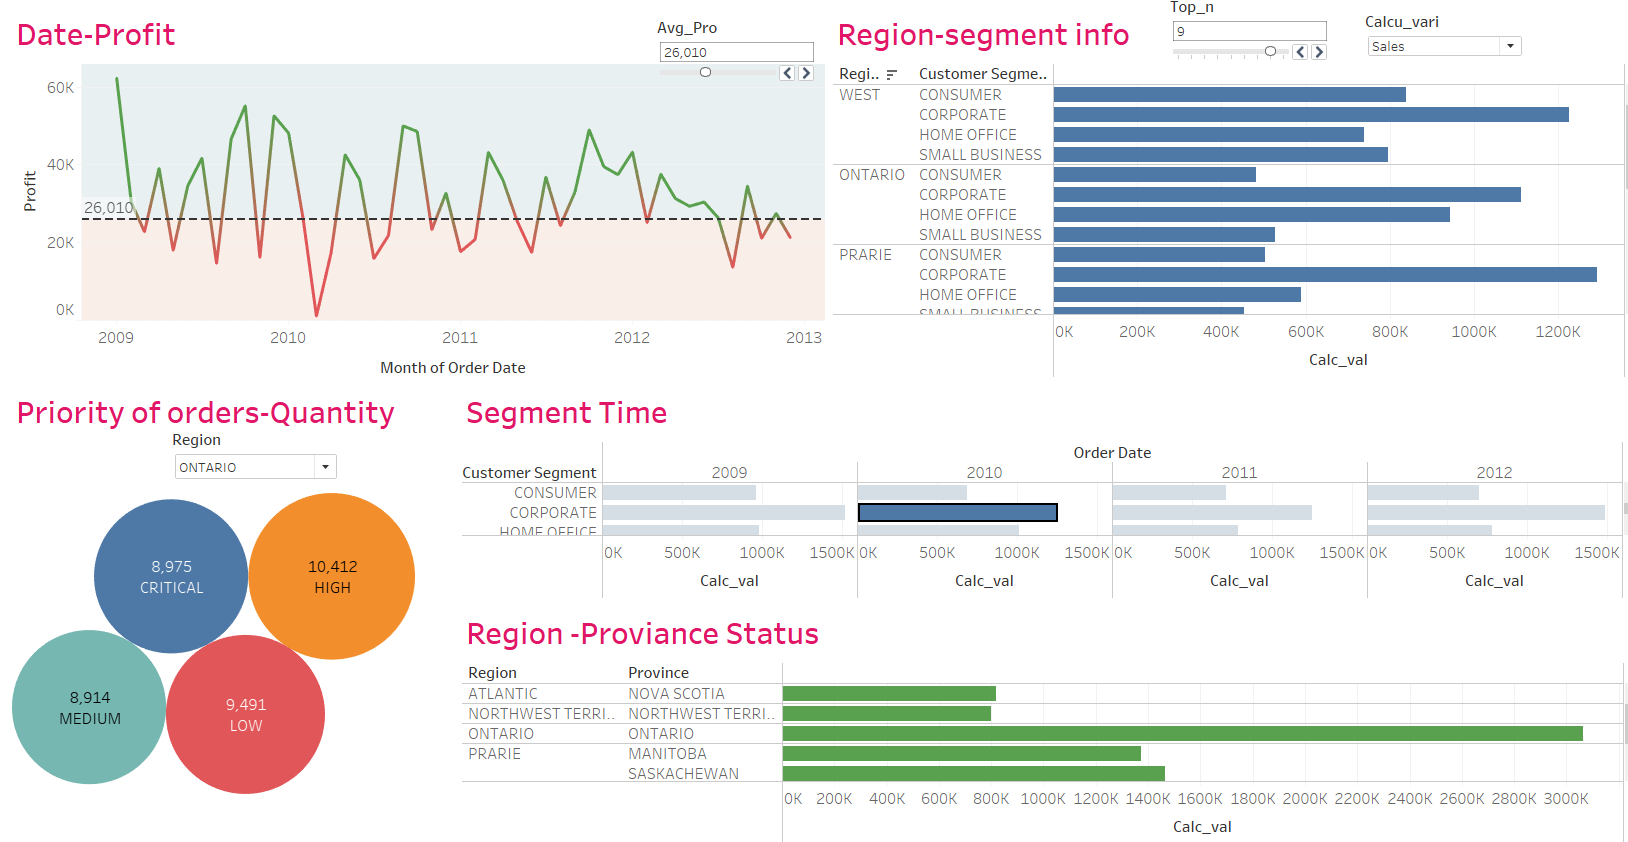 Date-Profit
Avg_Pro
26,010
60K
40K
26,010
20K
0K
Profit
2009 2010 2011 2012 2013
Month of Order Date
Region-segment info
Top_n
9
Calcu_vari
Sales
Regi.. Customer Segme..
WEST CONSUMER
CORPORATE
HOME OFFICE
SMALL BUSINESS
ONTARIO CONSUMER
CORPORATE
HOME OFFICE
SMALL BUSINESS
PRARIE CONSUMER
CORPORATE
HOME OFFICE
SMALL BUSINESS
0K 200K 400K 600K 800K 1000K 1200K
Calc_val
Priority of orders-Quantity
Region
ONTARIO
8,975
CRITICAL
10,412
HIGH
8,914
MEDIUM
9,491
LOW
Segment Time
Order Date
Customer Segment 2009 2010 2011 2012
CONSUMER
CORPORATE
HOME OFFICE
0K 500K 1000K 1500K 0K 500K 1000K 1500K 0K 500K 1000K 1500K 0K 500K 1000K 1500K
Calc_val Calc_val Calc_val Calc_val
Region -Proviance Status
Region Province
ATLANTIC NOVA SCOTIA
NORTHWEST TERRI.. NORTHWEST TERRI..
ONTARIO ONTARIO
PRARIE MANITOBA
SASKACHEWAN
0K 200K 400K 600K 800K 1000K 1200K 1400K 1600K 1800K 2000K 2200K 2400K 2600K 2800K 3000K
Calc_val